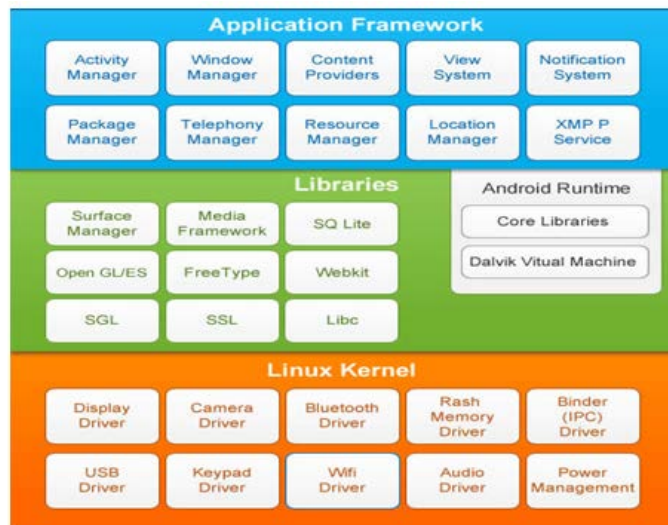 Application Framework
Activity Manager
Window Manager
Content Providers
View System
Notification System
Package Manager
Telephony Manager
Resource Manager
Location Manager
XMP P Service
Libraries
Surface Manager
Media Framework
SQ Lite
Open GL/ES
FreeType
Webkit
SGL
SSL
Libc
Android Runtime
Core Libraries
Dalvik Vitual Machine
Linux Kernel
Display Driver
Camera Driver
Bluetooth Driver
Rash Memory Driver
Binder (IPC) Driver
USB Driver
Keypad Driver
Wifi Driver
Audio Driver
Power Management